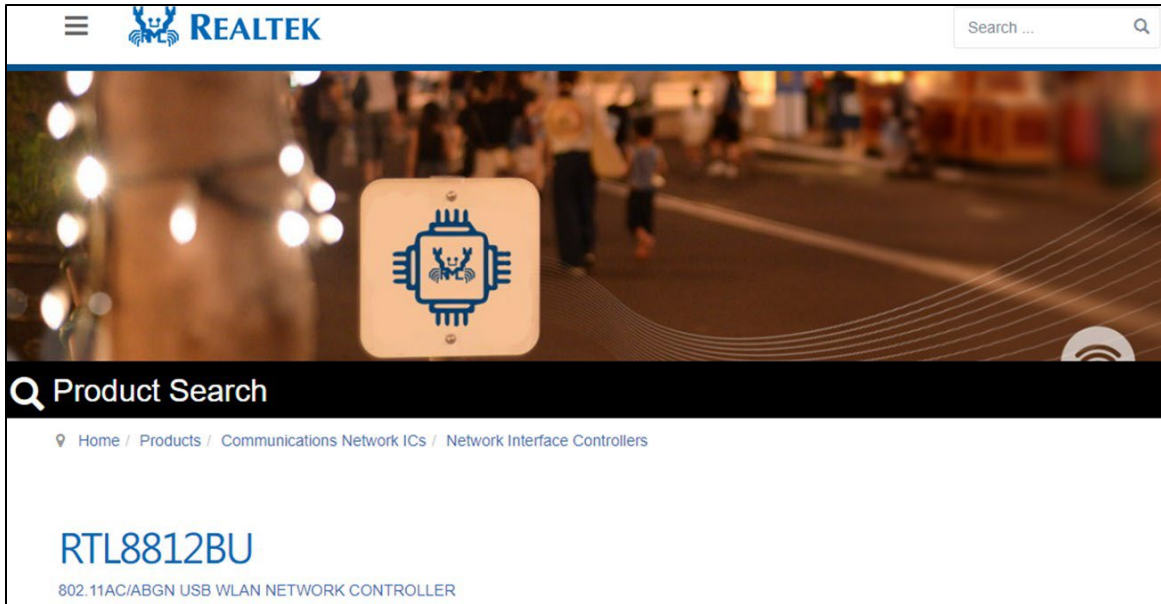 REALTEK
Search ...
Product Search
Home / Products / Communications Network ICs / Network Interface Controllers
RTL8812BU
802.11AC/ABGN USB WLAN NETWORK CONTROLLER